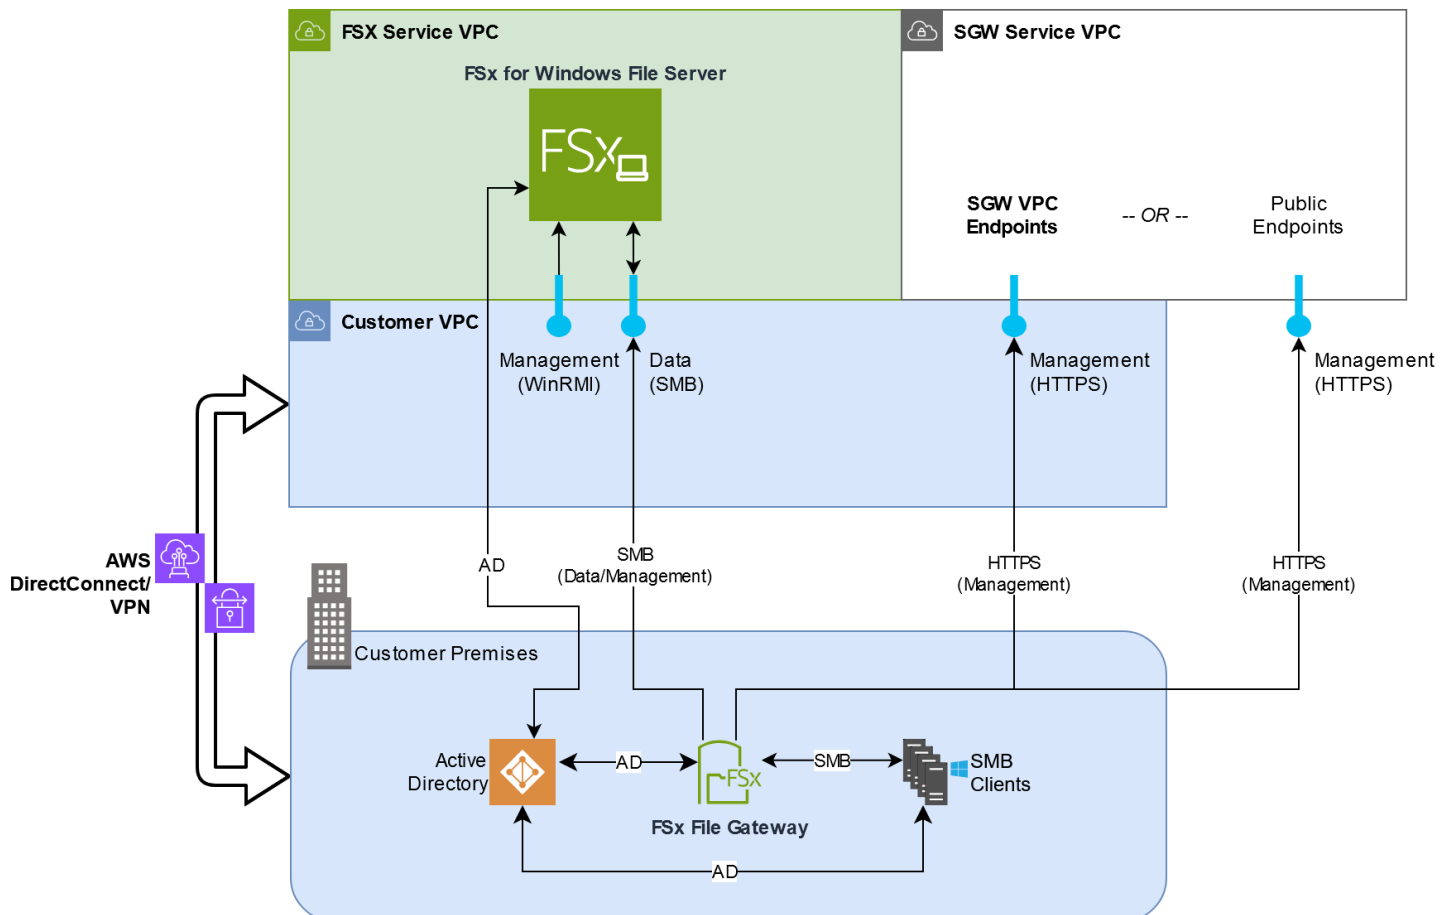 FSX Service VPC
SGW Service VPC
FSx for Windows File Server
FSx
SGW VPC
Endpoints
-- OR --
Public
Endpoints
Customer VPC
Management
(WinRMI)
Data
(SMB)
Management
(HTTPS)
Management
(HTTPS)
AWS
DirectConnect/
VPN
AD
SMB
(Data/Management)
HTTPS
(Management)
HTTPS
(Management)
Customer Premises
Active
Directory
AD
FSx
FSx File Gateway
SMB
SMB
Clients
AD